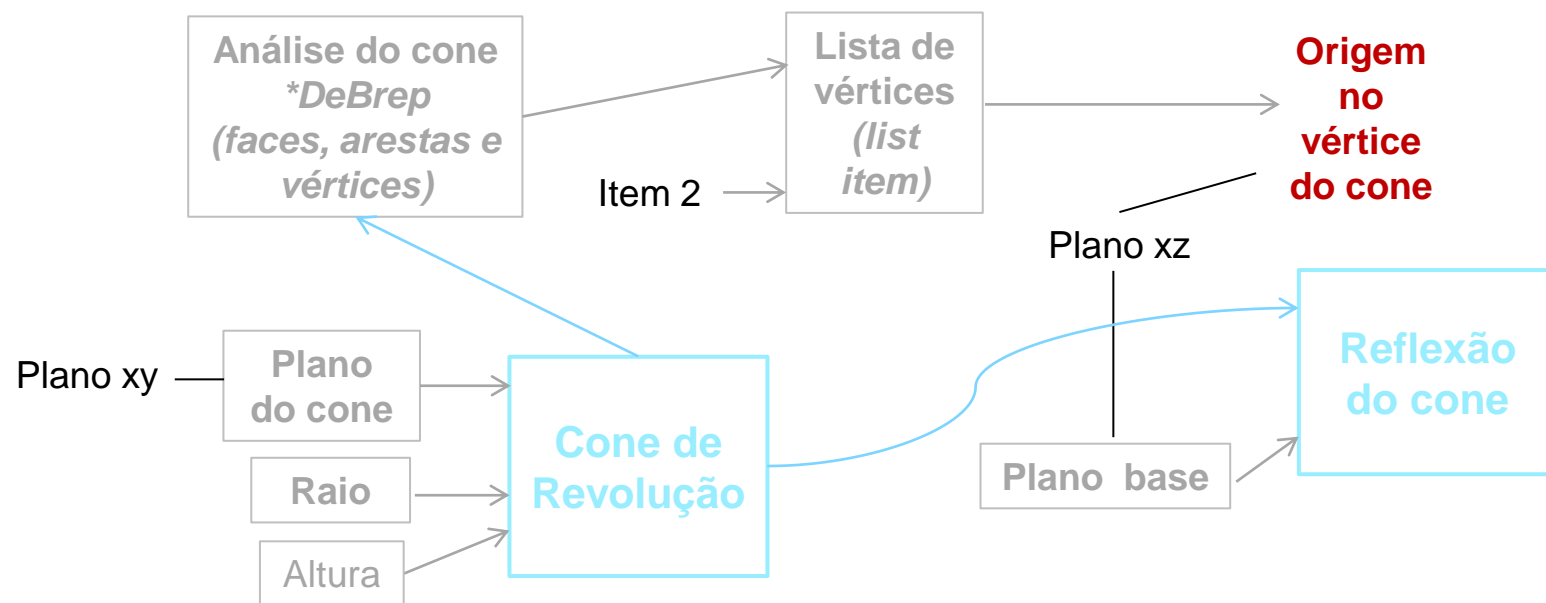 Análise do cone
*DeBrep
(faces, arestas e
vértices)
Lista de
vértices
(list
item)
Origem
no
vértice
do cone
Item 2
Plano xz
Plano xy
Plano
do cone
Cone de
Revolução
Reflexão
do cone
Raio
Plano base
Altura